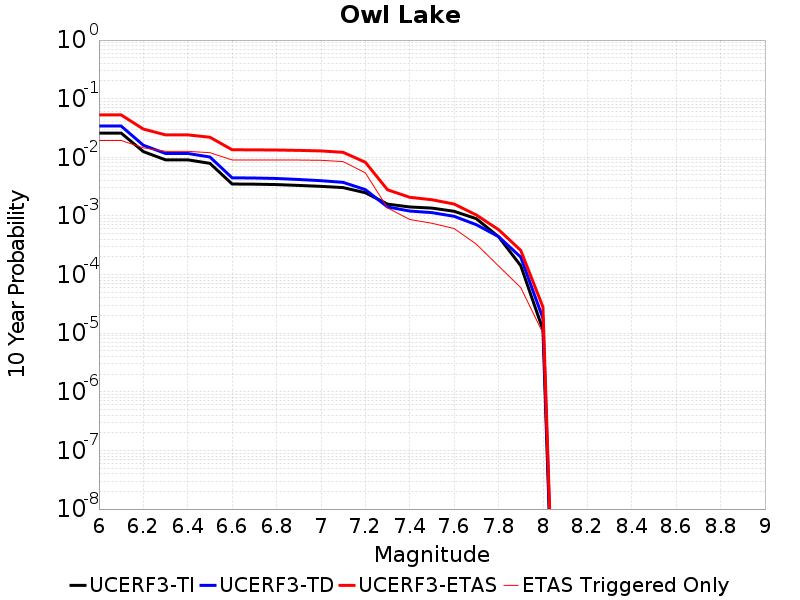 Owl Lake
10^0
10^-1
10^-2
10^-3
10^-4
10^-5
10^-6
10^-7
10^-8
10 Year Probability
6 6.2 6.4 6.6 6.8 7 7.2 7.4 7.6 7.8 8 8.2 8.4 8.6 8.8 9
Magnitude
UCERF3-TI UCERF3-TD UCERF3-ETAS ETAS Triggered Only